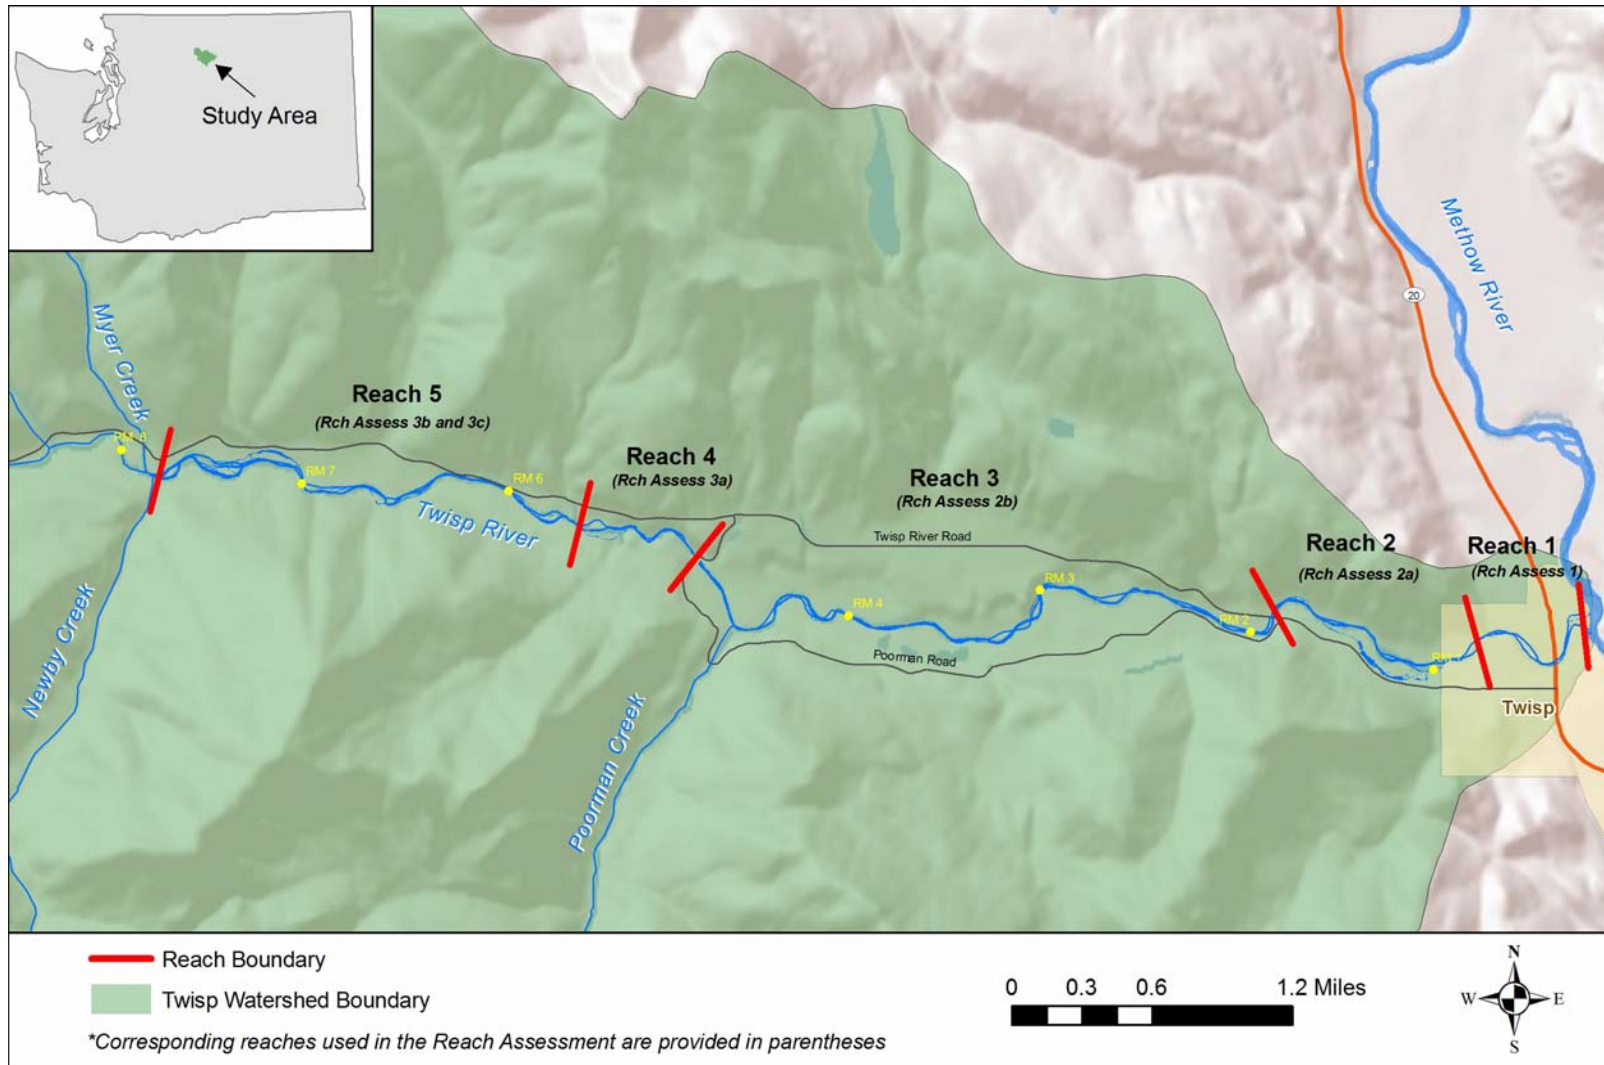 Study Area
Methow River
20
Myer Creek
Reach 5
(Rch Assess 3b and 3c)
RM 8
RM 7
RM 6
Twisp River
Reach 4
(Rch Assess 3a)
Reach 3
(Rch Assess 2b)
Twisp River Road
Reach 2
(Rch Assess 2a)
Reach 1
(Rch Assess 1)
RM 3
RM 4
RM 2
Newby Creek
Poorman Road
Poorman Creek
Twisp
Reach Boundary
Twisp Watershed Boundary
*Corresponding reaches used in the Reach Assessment are provided in parentheses
0 0.3 0.6 1.2 Miles
N
W E
S